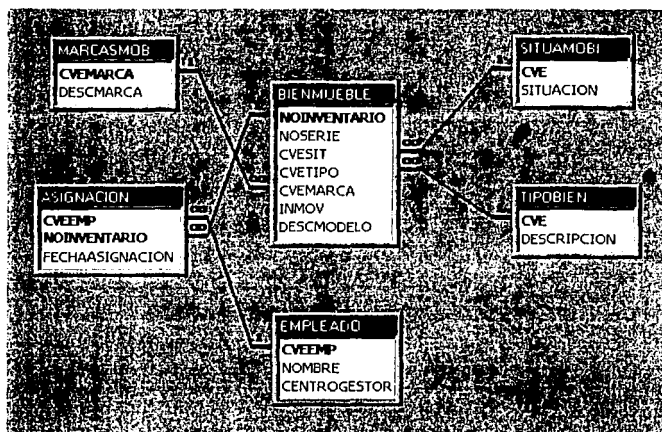 MARCASMOB
CVEMARCA
DESCMARCA
SITUAMOBI
CVE
SITUACION
BIENMUEBLE
NOINVENTARIO
NOSERIE
CVESIT
CVETIPO
CVEMARCA
INMOV
DESCMODELO
ASIGNACION
CVEEMP
NOINVENTARIO
FECHAASIGNACION
TIPOBIEN
CVE
DESCRIPCION
EMPLEADO
CVEEMP
NOMBRE
CENTROGESTOR